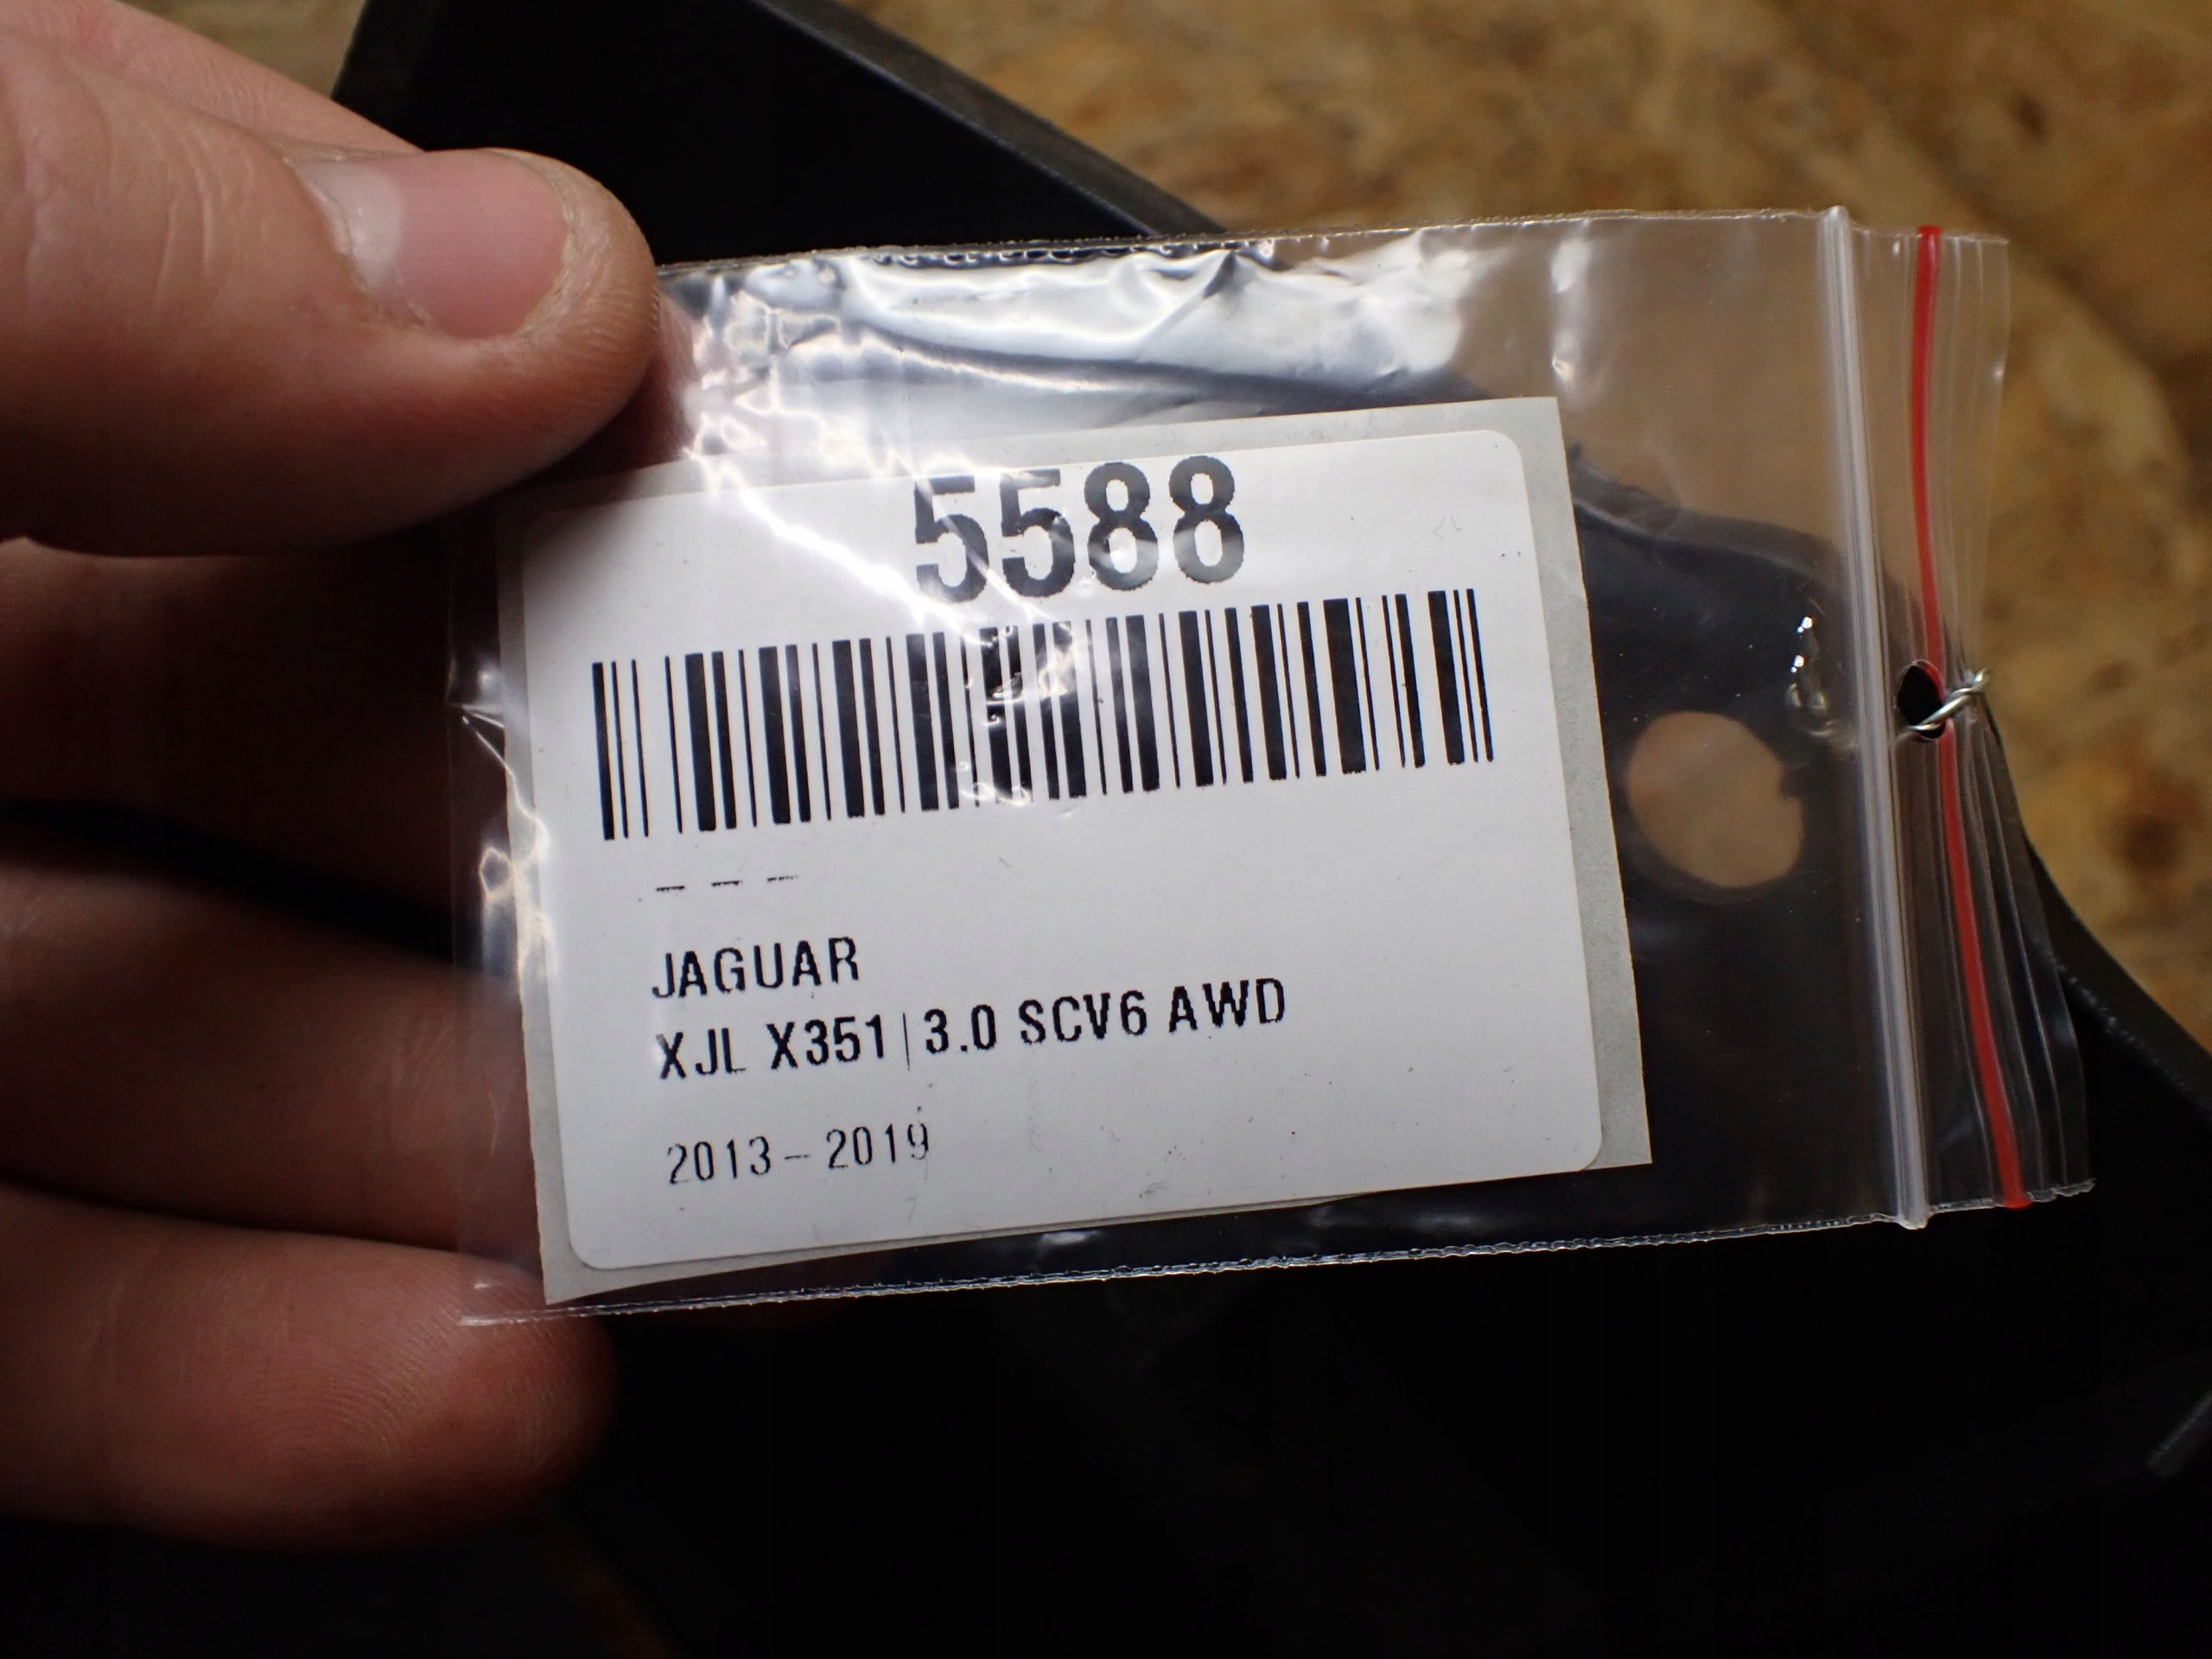 5588
– – –
JAGUAR
XJL X351|3.0 SCV6 AWD
2013–2019